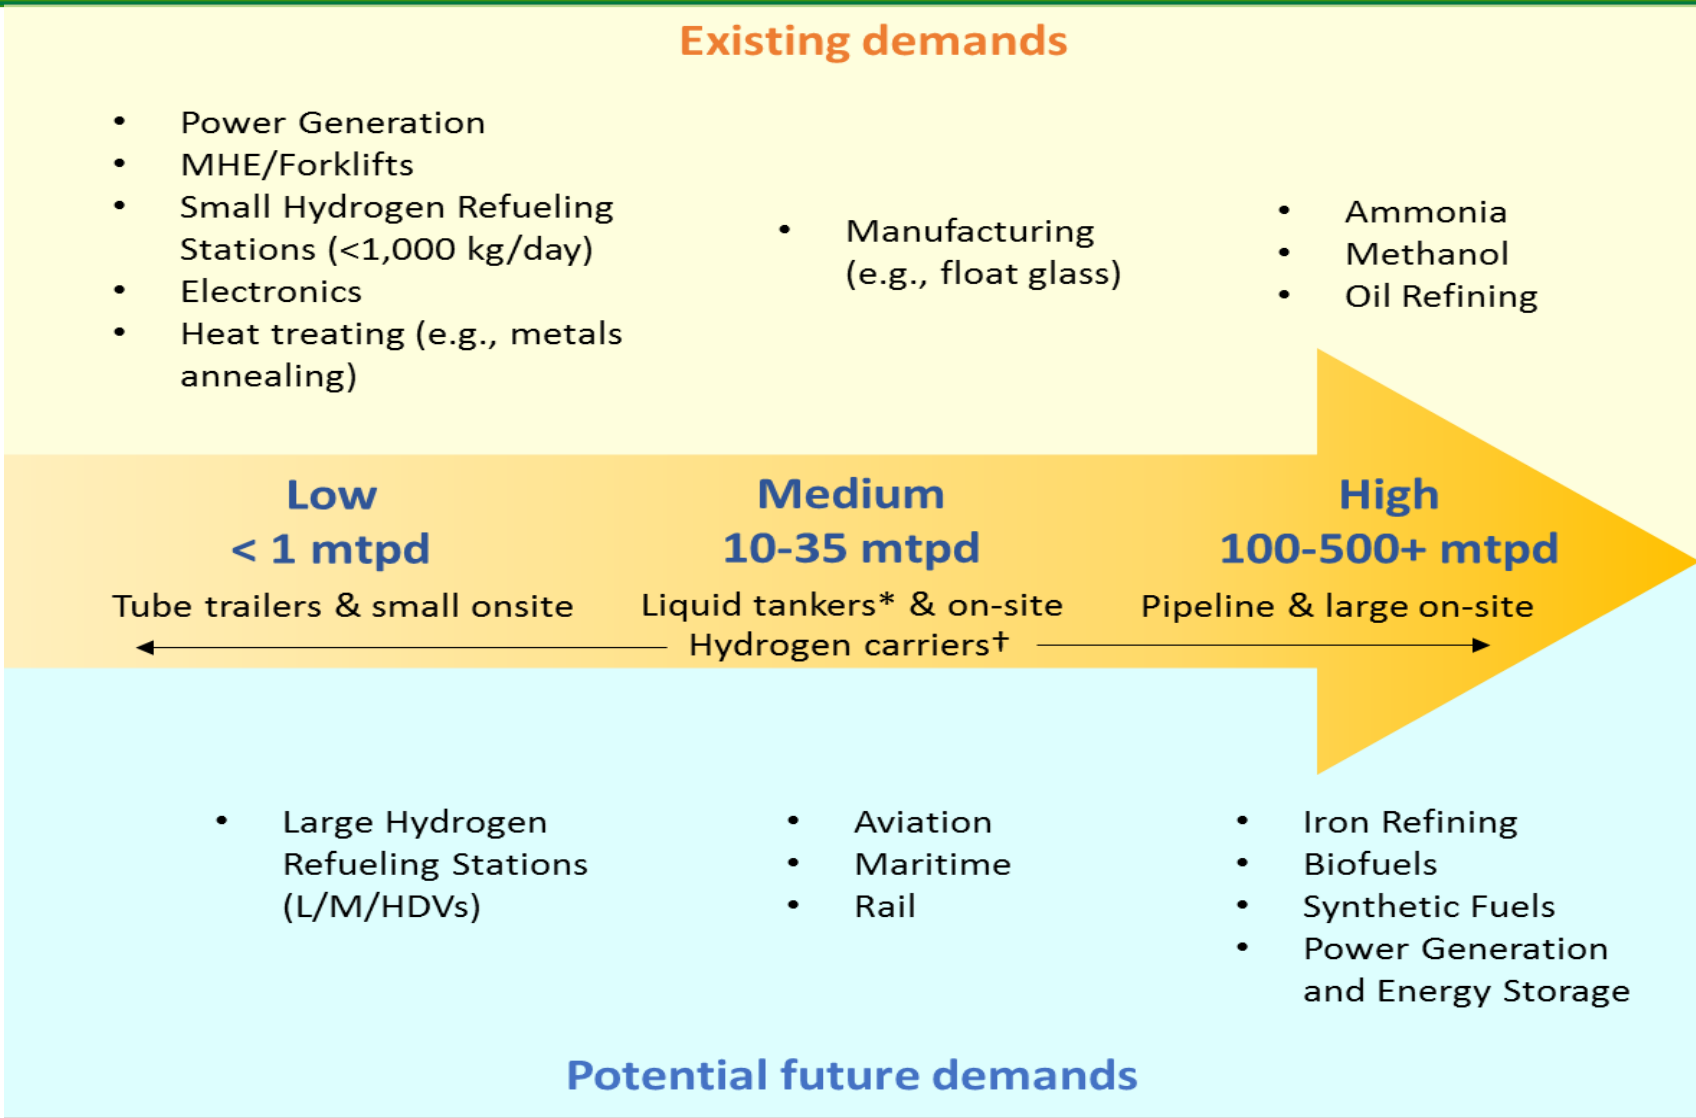 Existing demands
• Power Generation
• MHE/Forklifts
• Small Hydrogen Refueling
Stations (<1,000 kg/day)
• Electronics
• Heat treating (e.g., metals
annealing)
• Manufacturing
(e.g., float glass)
• Ammonia
• Methanol
• Oil Refining
Low
< 1 mtpd
Tube trailers & small onsite
Medium
10-35 mtpd
Liquid tankers* & on-site
Hydrogen carriers†
High
100-500+ mtpd
Pipeline & large on-site
• Large Hydrogen
Refueling Stations
(L/M/HDVs)
• Aviation
• Maritime
• Rail
• Iron Refining
• Biofuels
• Synthetic Fuels
• Power Generation
and Energy Storage
Potential future demands